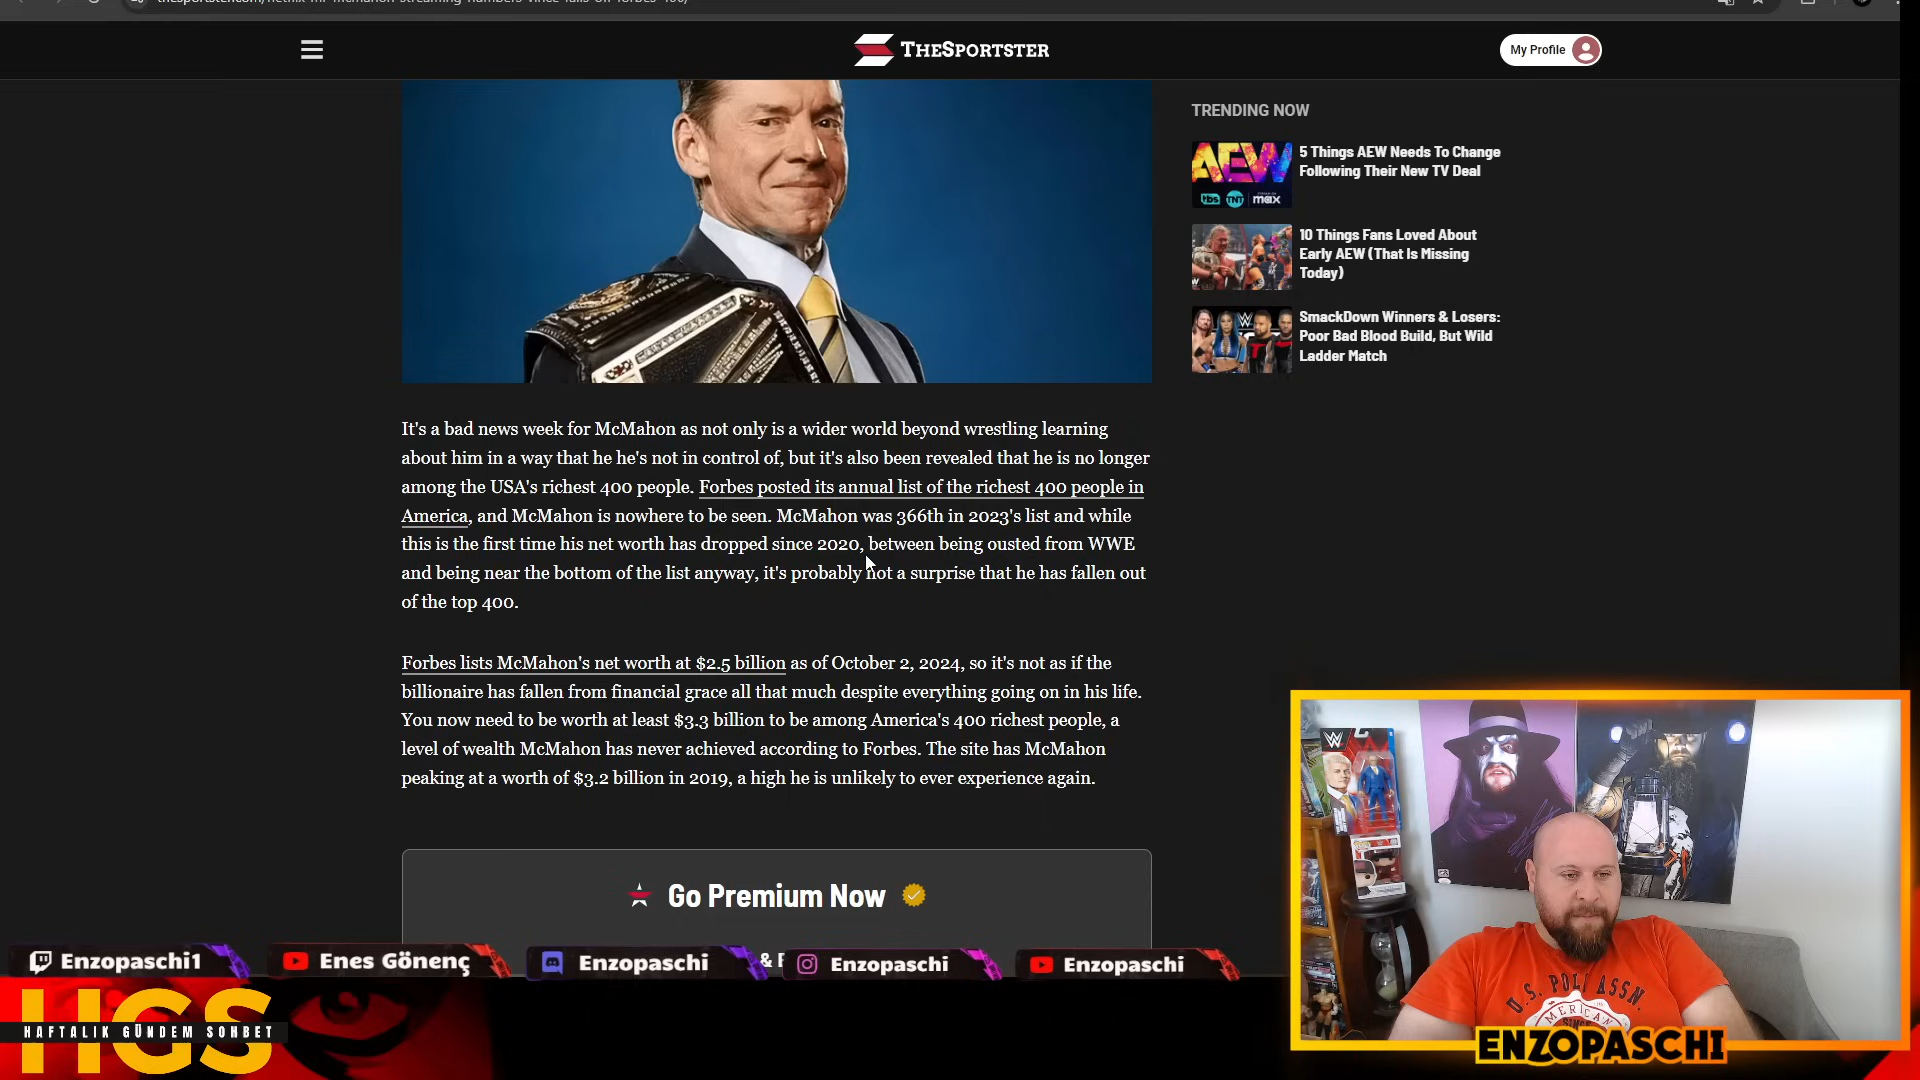 THESPORTSTER
My Profile
TRENDING NOW
5 Things AEW Needs To Change
Following Their New TV Deal
10 Things Fans Loved About
Early AEW (That Is Missing
Today)
SmackDown Winners & Losers:
Poor Bad Blood Build, But Wild
Ladder Match
AEW
tbs TNT max
It's a bad news week for McMahon as not only is a wider world beyond wrestling learning
about him in a way that he he's not in control of, but it's also been revealed that he is no longer
among the USA's richest 400 people. Forbes posted its annual list of the richest 400 people in
America, and McMahon is nowhere to be seen. McMahon was 366th in 2023's list and while
this is the first time his net worth has dropped since 2020, between being ousted from WWE
and being near the bottom of the list anyway, it's probably not a surprise that he has fallen out
of the top 400.
Forbes lists McMahon's net worth at $2.5 billion as of October 2, 2024, so it's not as if the
billionaire has fallen from financial grace all that much despite everything going on in his life.
You now need to be worth at least $3.3 billion to be among America's 400 richest people, a
level of wealth McMahon has never achieved according to Forbes. The site has McMahon
peaking at a worth of $3.2 billion in 2019, a high he is unlikely to ever experience again.
Go Premium Now
Enzopaschi1
Enes Gönenç
Enzopaschi
Enzopaschi
Enzopaschi
HGS
HAFTALIK GÜNDEM SOHBET
U.S. POLO ASSN.
AMERICAN
SINCE
ENZOPASCHI